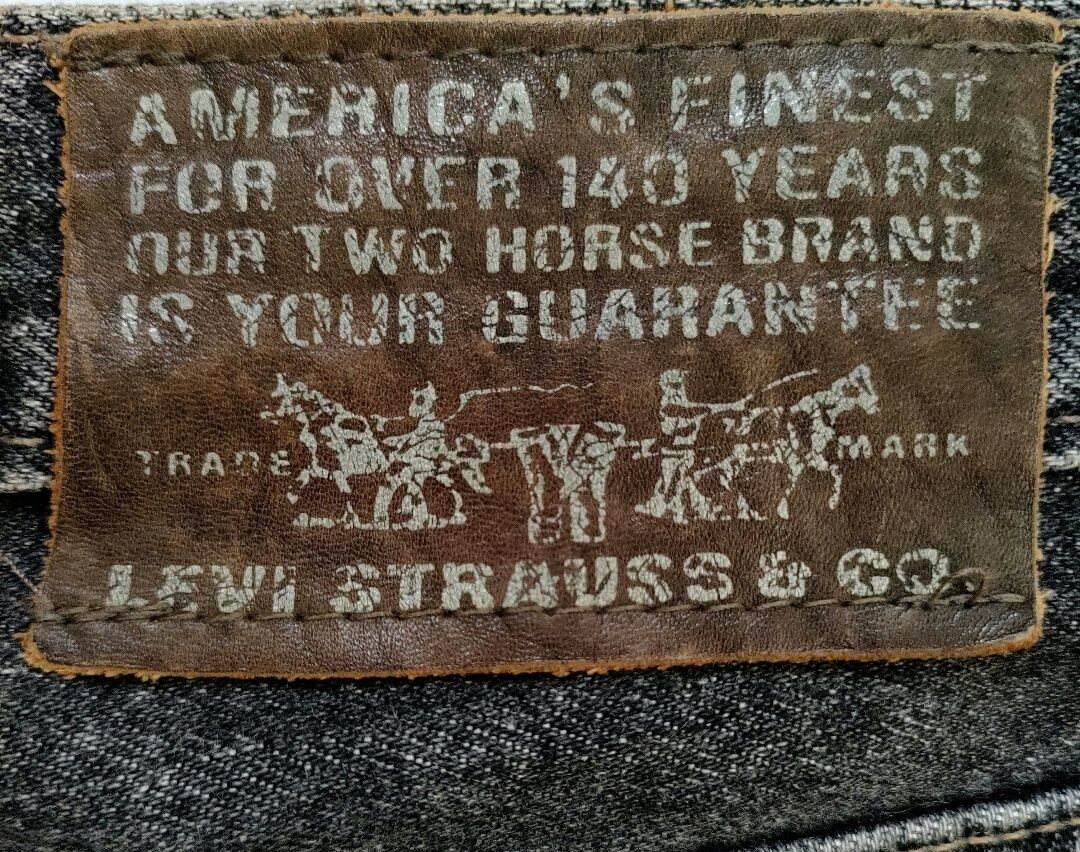 AMERICA'S FINEST
FOR OVER 140 YEARS
OUR TWO HORSE BRAND
IS YOUR GUARANTEE
TRADE MARK
LEVI STRAUSS & CO